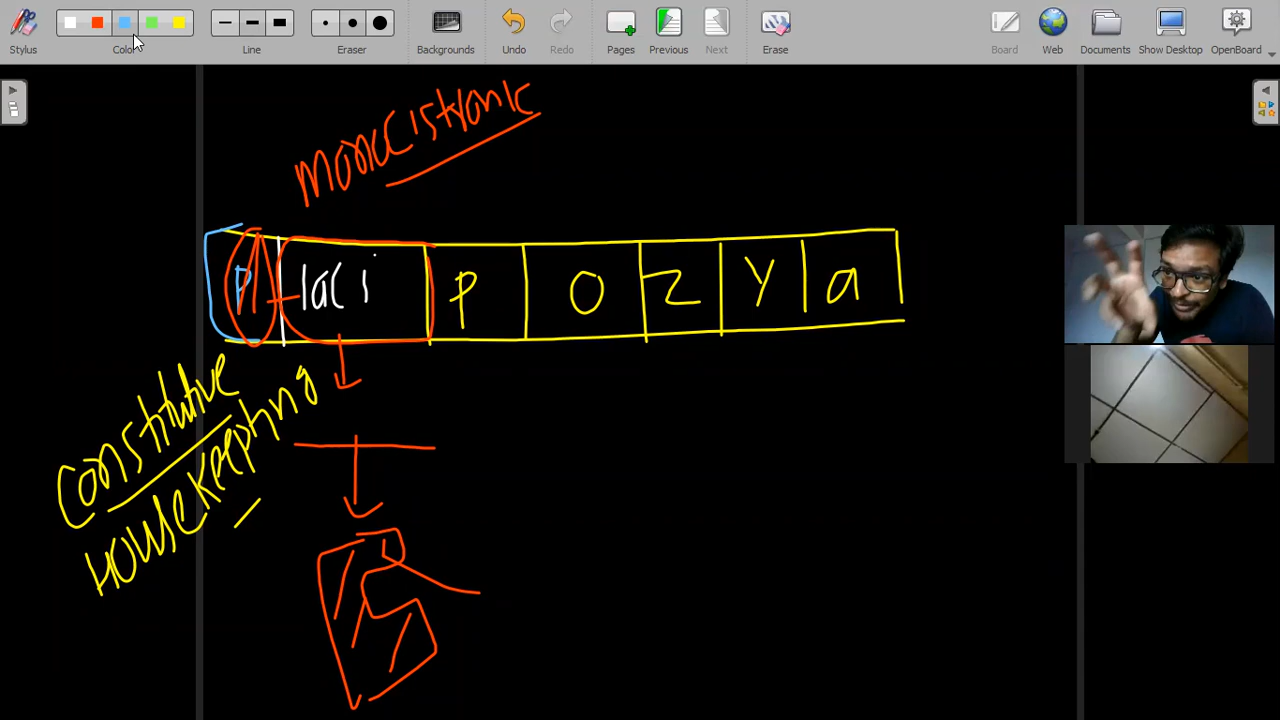 Stylus
Color
Line
Eraser
Backgrounds
Undo
Redo
Pages
Previous
Next
Erase
Board
Web
Documents
Show Desktop
OpenBoard
monocistronic
P laci P O Z Y a
Constitutive
Housekeeping